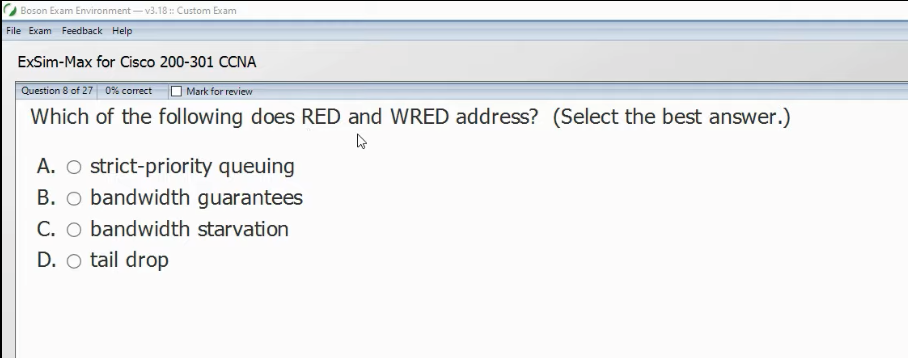 Boson Exam Environment — v3.18 :: Custom Exam
File Exam Feedback Help
ExSim-Max for Cisco 200-301 CCNA
Question 8 of 27 0% correct Mark for review
Which of the following does RED and WRED address? (Select the best answer.)
A. strict-priority queuing
B. bandwidth guarantees
C. bandwidth starvation
D. tail drop